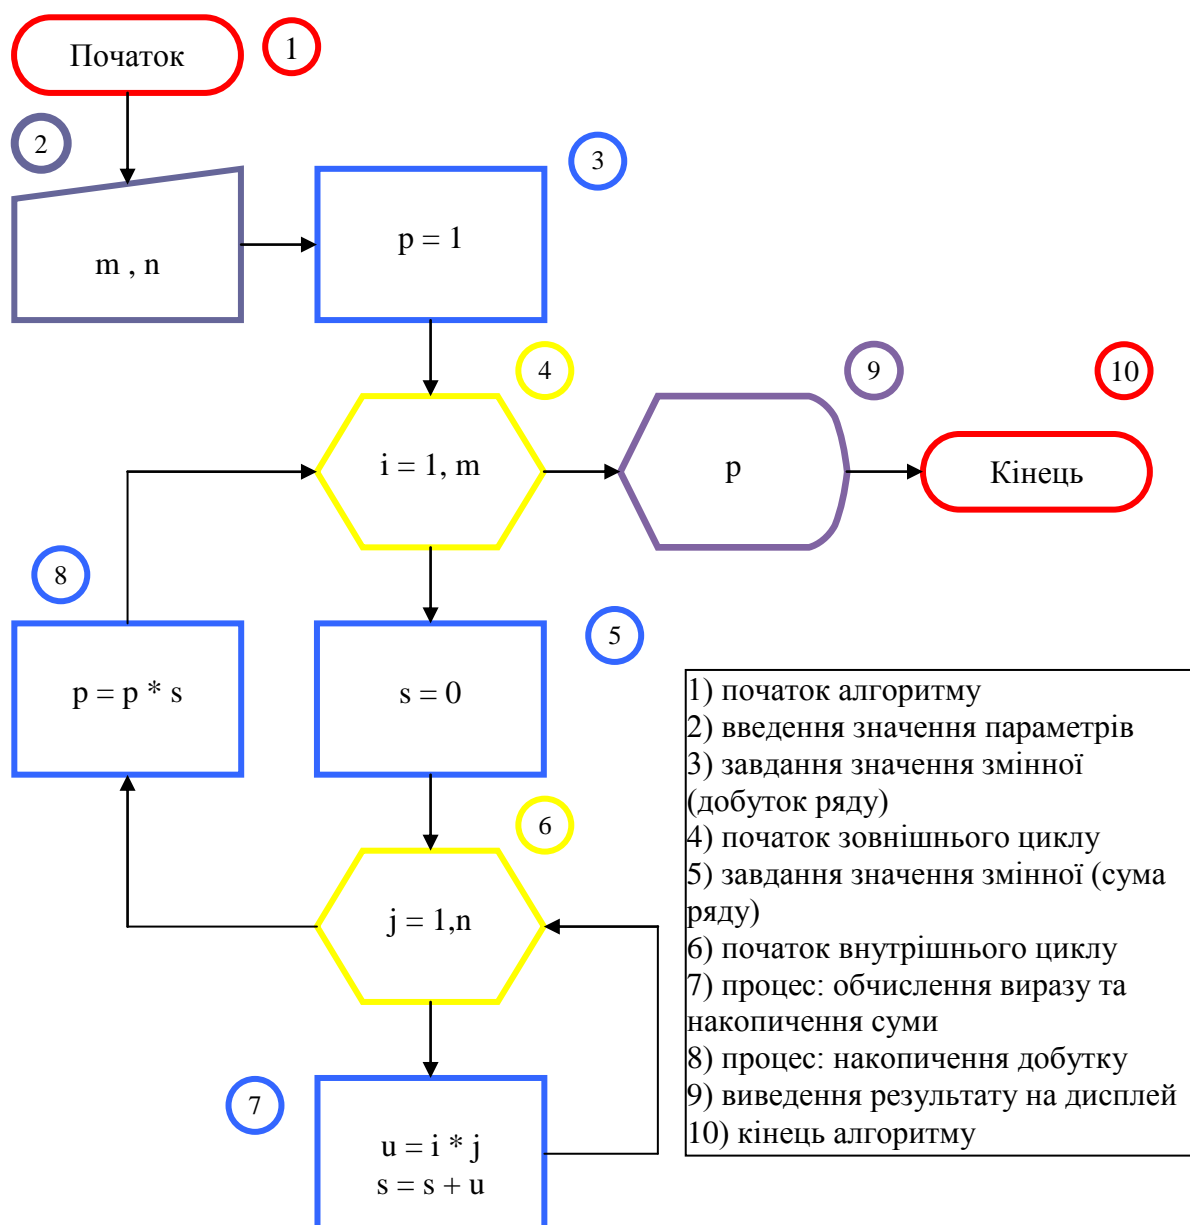 Початок
1
2
m , n
3
p = 1
4
i = 1, m
9
p
10
Кінець
8
p = p * s
5
s = 0
6
j = 1,n
7
u = i * j
s = s + u
1) початок алгоритму
2) введення значення параметрів
3) завдання значення змінної
(добуток ряду)
4) початок зовнішнього циклу
5) завдання значення змінної (сума
ряду)
6) початок внутрішнього циклу
7) процес: обчислення виразу та
накопичення суми
8) процес: накопичення добутку
9) виведення результату на дисплей
10) кінець алгоритму